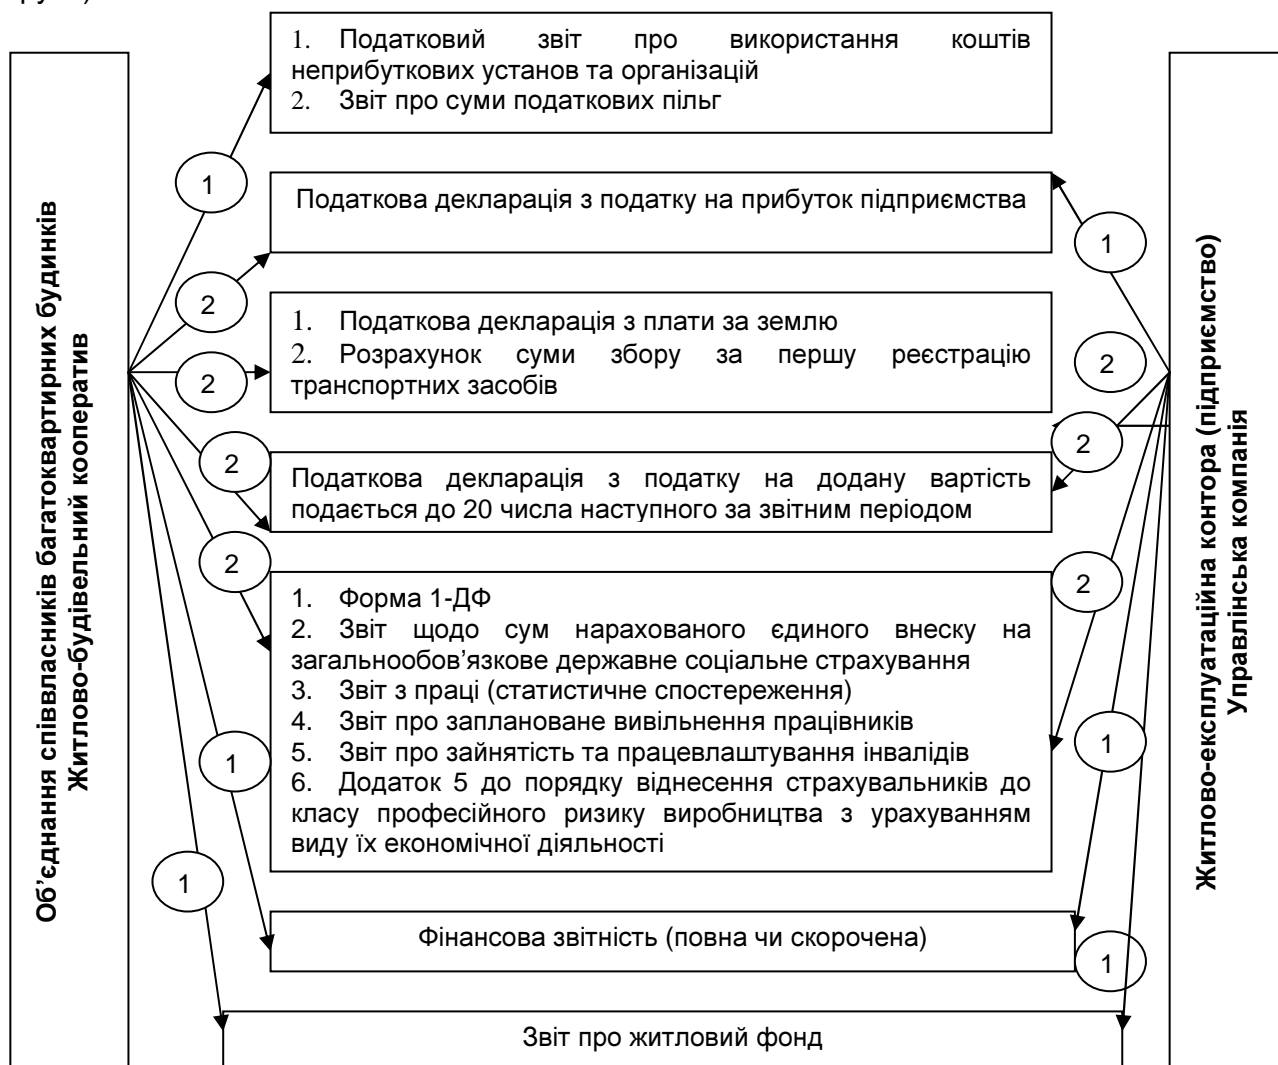 1. Податковий звіт про використання коштів
неприбуткових установ та організацій
2. Звіт про суми податкових пільг
Об’єднання співвласників багатоквартирних будинків
Житлово-будівельний кооператив
1
Податкова декларація з податку на прибуток підприємства
1
2
1. Податкова декларація з плати за землю
2. Розрахунок суми збору за першу реєстрацію
транспортних засобів
2
2
Житлово-експлуатаційна контора (підприємство)
Управлінська компанія
2
2
Податкова декларація з податку на додану вартість
подається до 20 числа наступного за звітним періодом
2
2
1. Форма 1-ДФ
2. Звіт щодо сум нарахованого єдиного внеску на
загальнообов’язкове державне соціальне страхування
3. Звіт з праці (статистичне спостереження)
4. Звіт про заплановане вивільнення працівників
5. Звіт про зайнятість та працевлаштування інвалідів
6. Додаток 5 до порядку віднесення страхувальників до
класу професійного ризику виробництва з урахуванням
виду їх економічної діяльності
1
1
1
Фінансова звітність (повна чи скорочена)
1
Звіт про житловий фонд